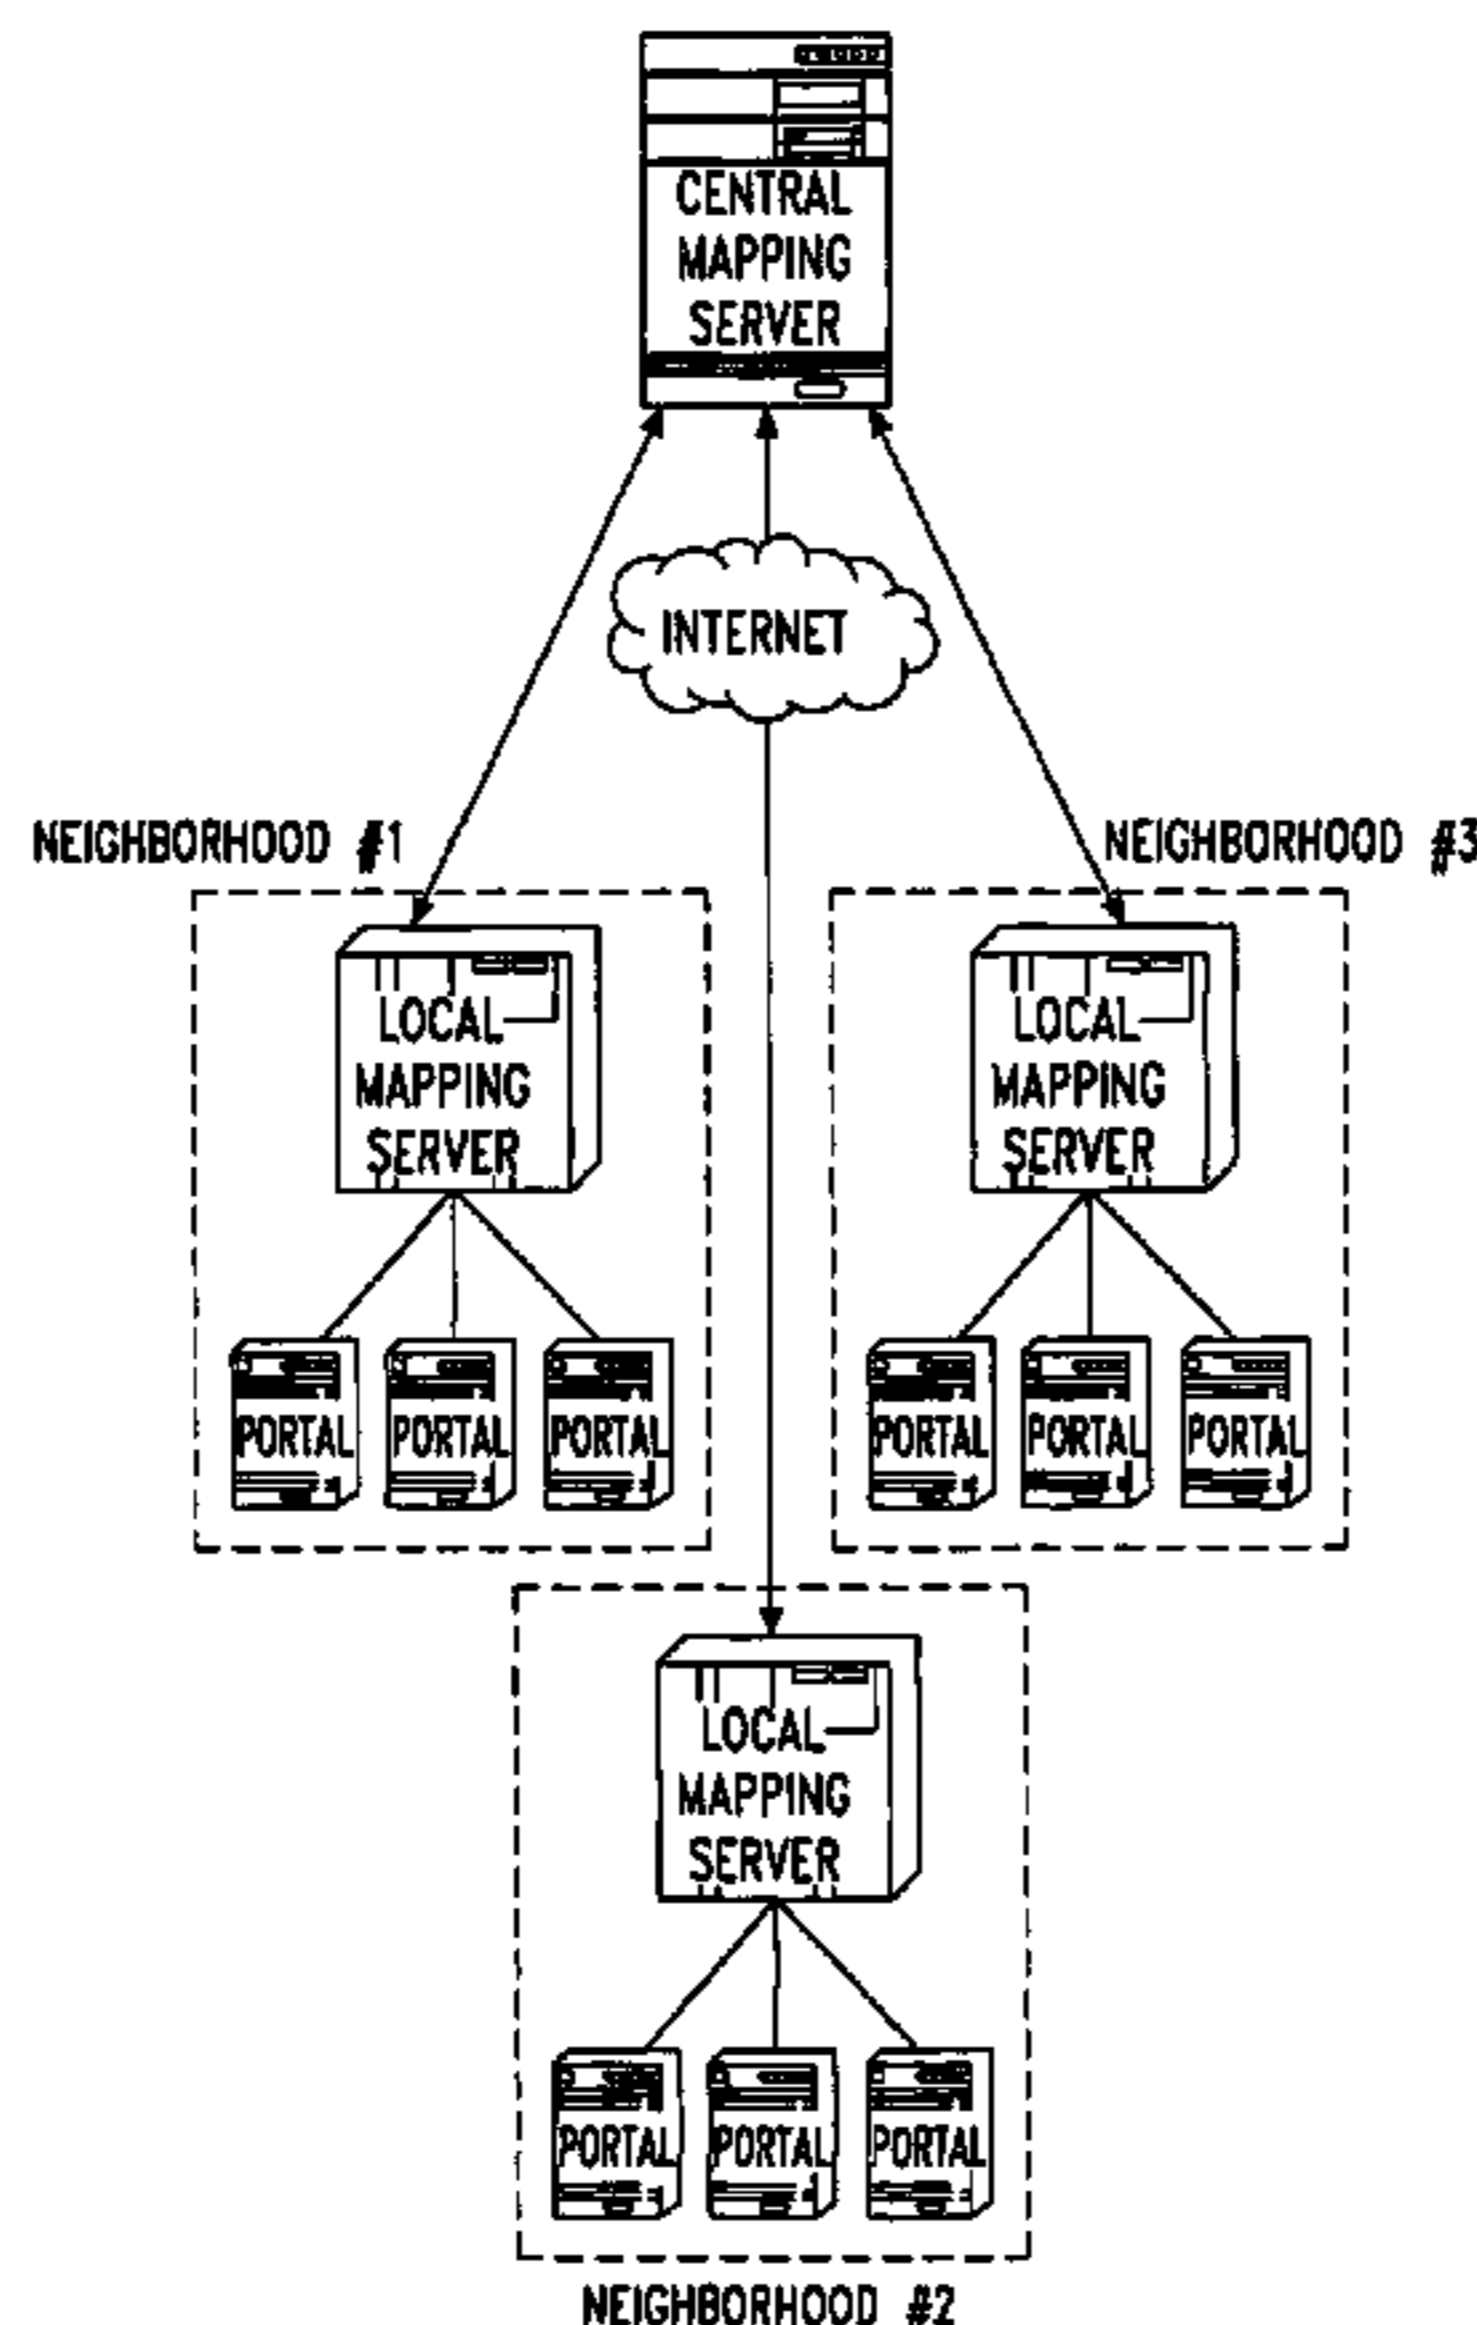 CENTRAL
MAPPING
SERVER
INTERNET
NEIGHBORHOOD #1
NEIGHBORHOOD #3
LOCAL
MAPPING
SERVER
LOCAL
MAPPING
SERVER
PORTAL PORTAL PORTAL
PORTAL PORTAL PORTAL
LOCAL
MAPPING
SERVER
PORTAL PORTAL PORTAL
NEIGHBORHOOD #2